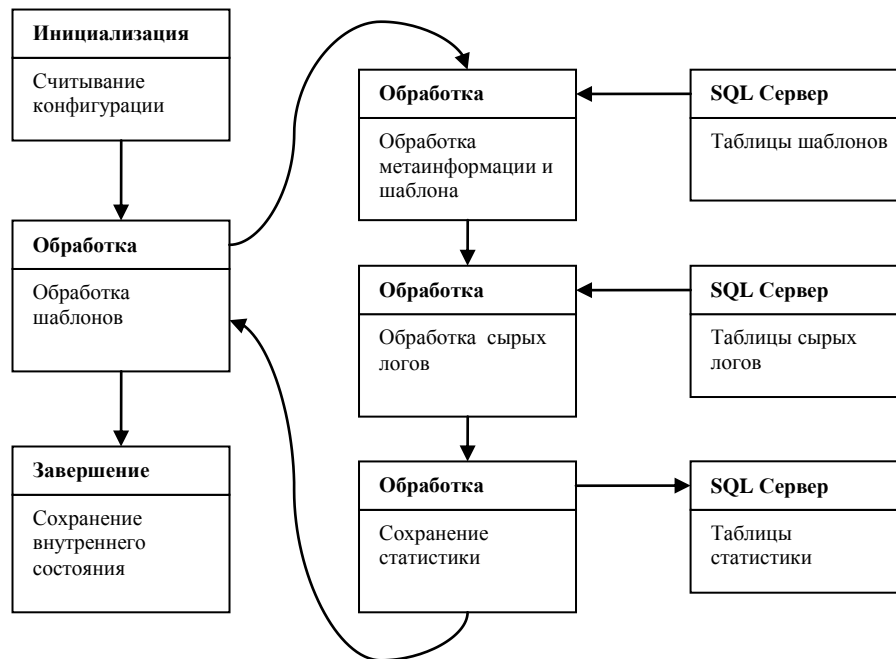 Инициализация
Считывание
конфигурации
Обработка
Обработка
шаблонов
Завершение
Сохранение
внутреннего
состояния
Обработка
Обработка
метаинформации и
шаблона
Обработка
Обработка сырых
логов
Обработка
Сохранение
статистики
SQL Сервер
Таблицы шаблонов
SQL Сервер
Таблицы сырых
логов
SQL Сервер
Таблицы
статистики